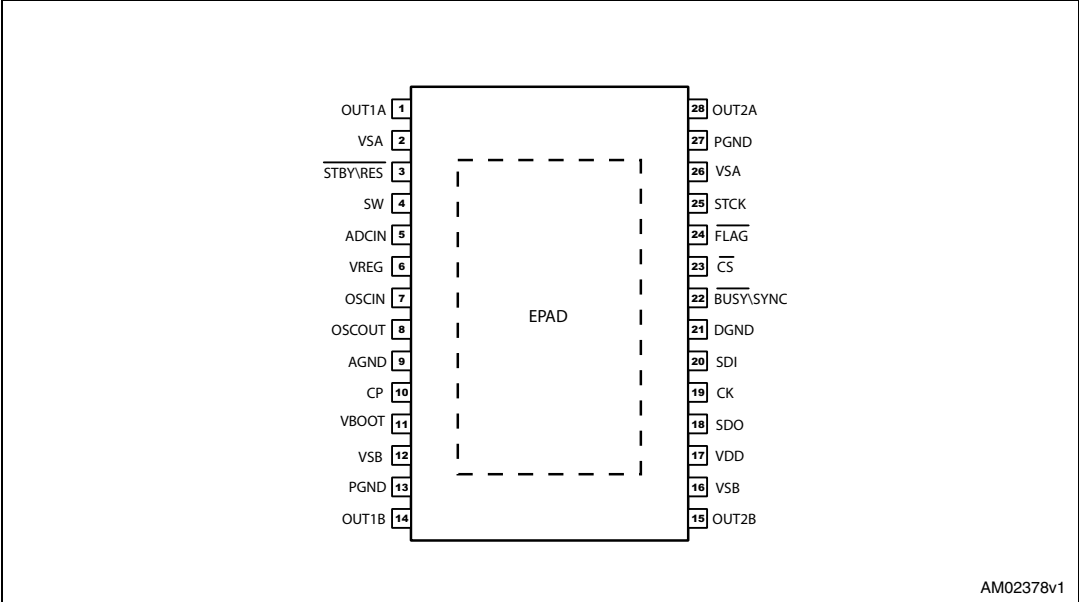 OUT1A 1
VSA 2
STBY\RES 3
SW 4
ADCIN 5
VREG 6
OSCIN 7
OSCOUT 8
AGND 9
CP 10
VBOOT 11
VSB 12
PGND 13
OUT1B 14
EPAD
28 OUT2A
27 PGND
26 VSA
25 STCK
24 FLAG
23 CS
22 BUSY\SYNC
21 DGND
20 SDI
19 CK
18 SDO
17 VDD
16 VSB
15 OUT2B
AM02378v1